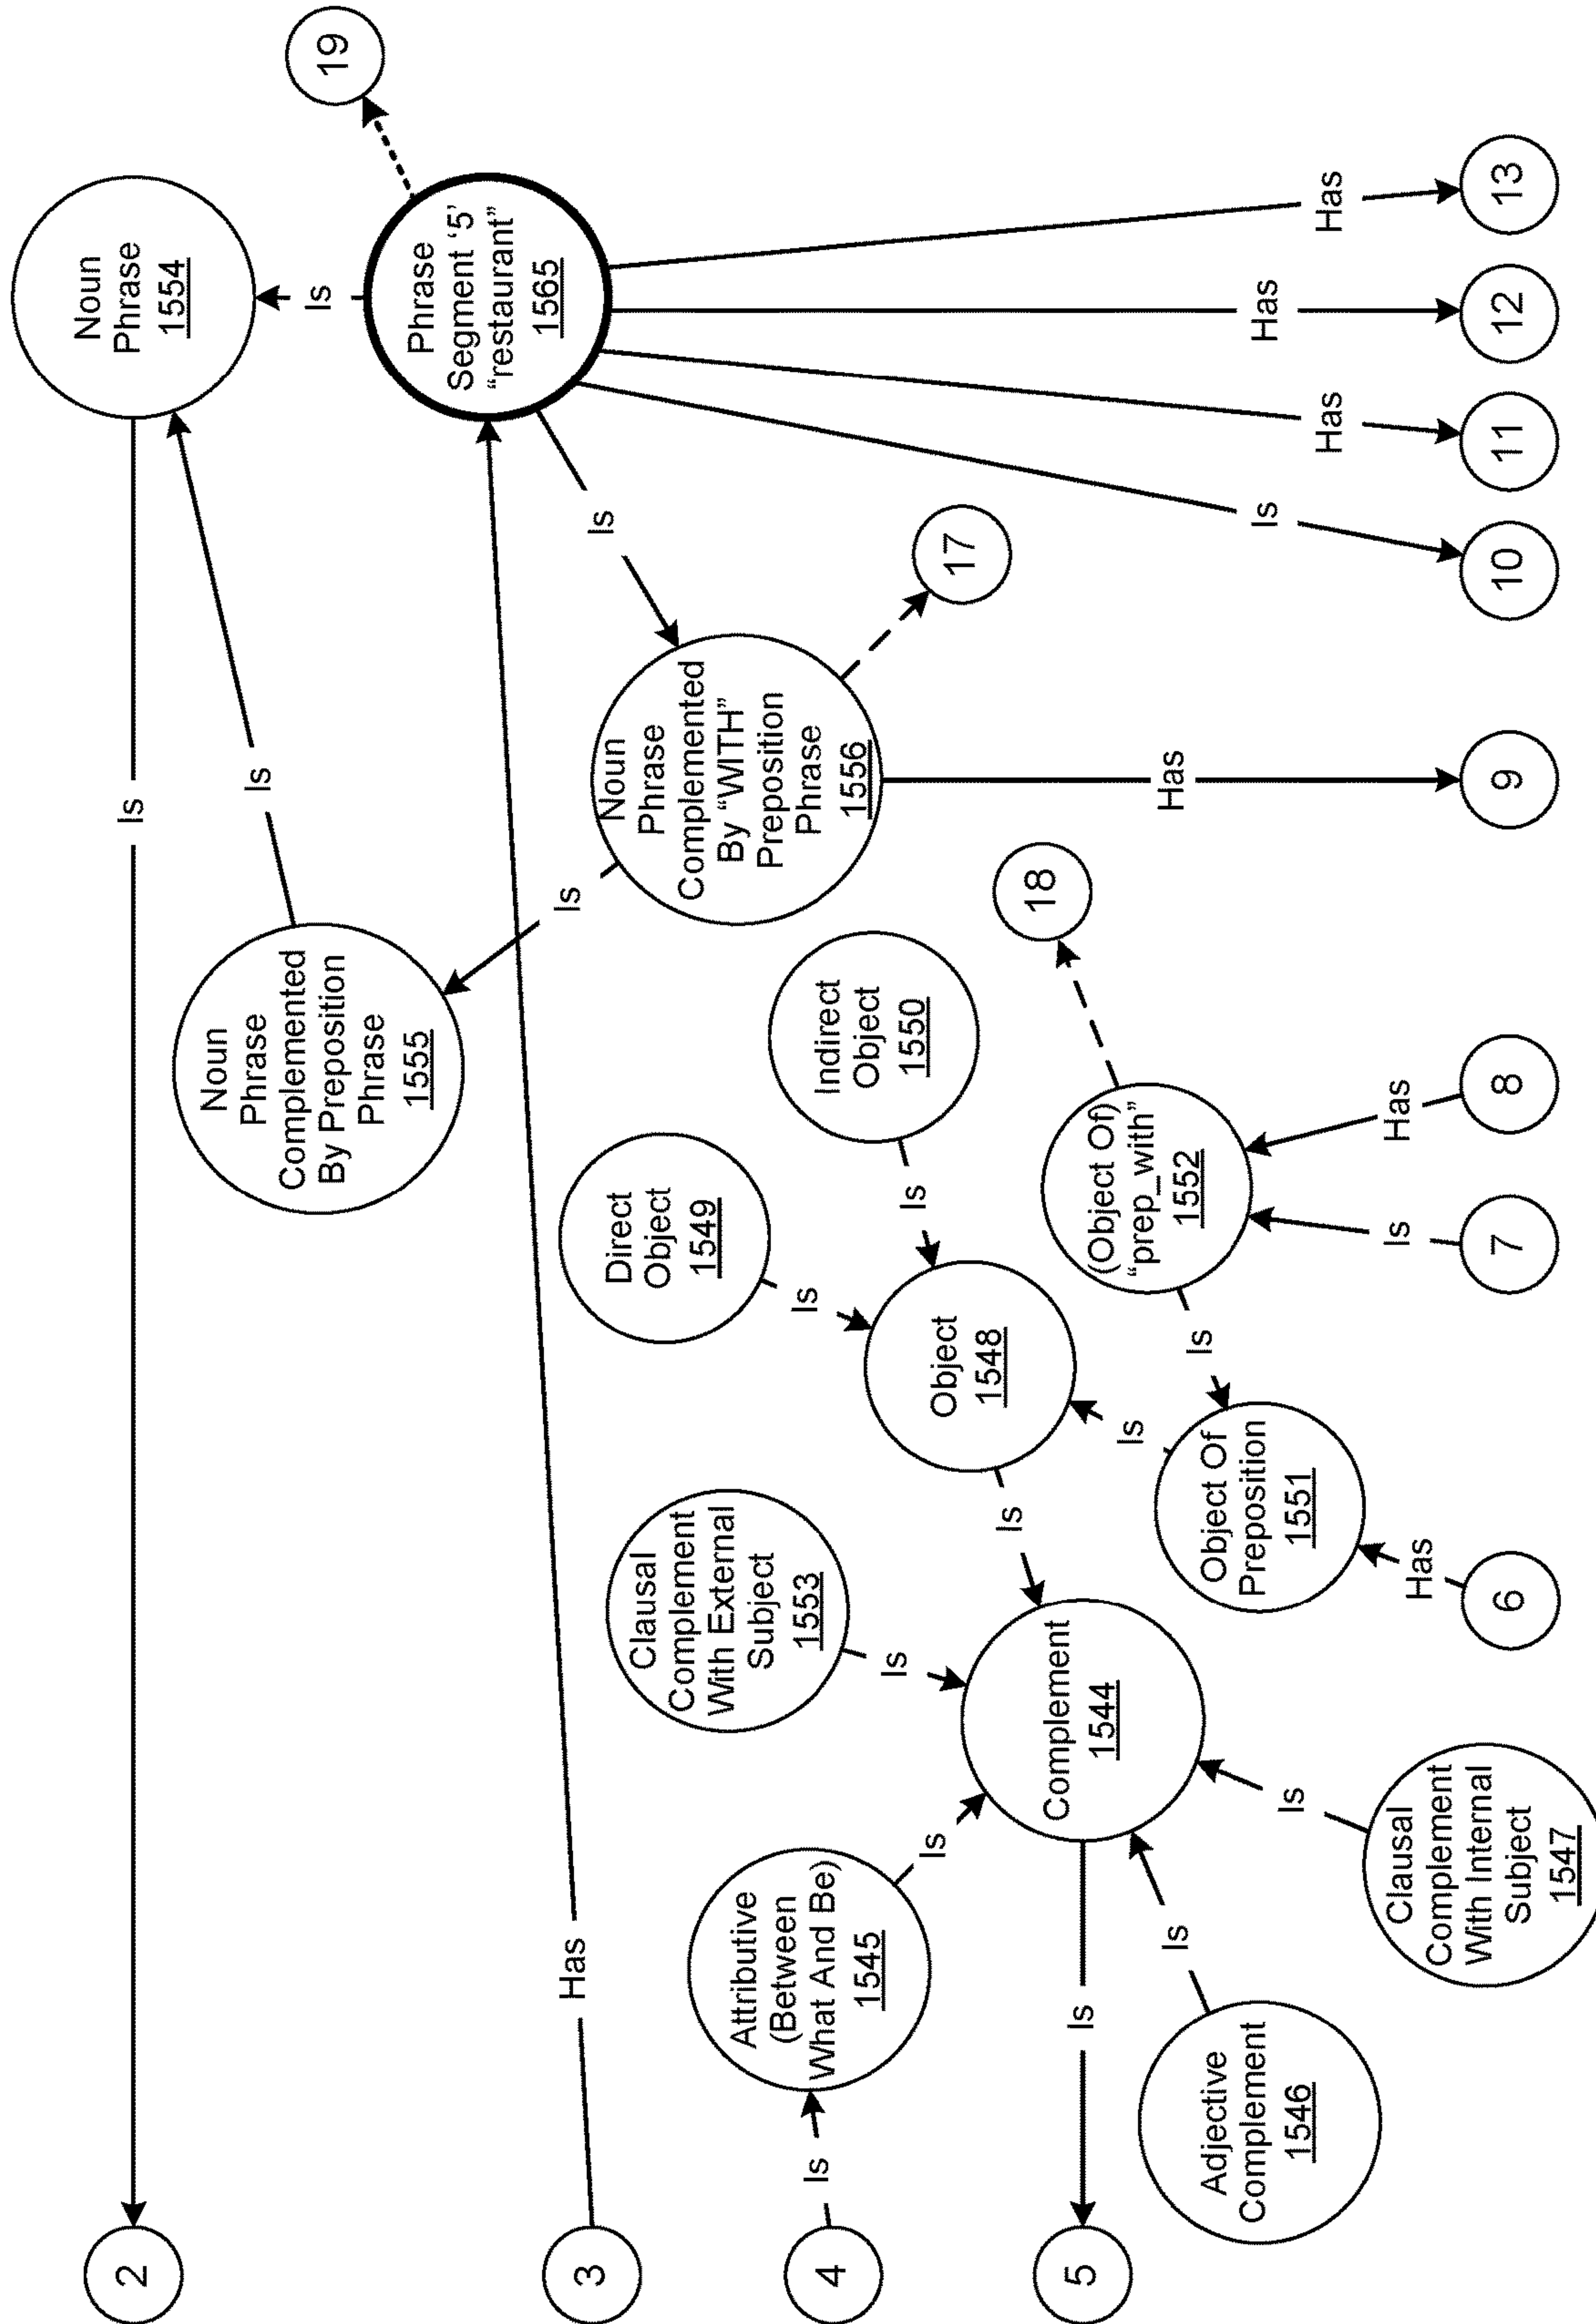 2
Is
Noun
Phrase
1554
Noun
Phrase
Complemented
By Preposition
Phrase
1555
Is
Is
19
3
Has
Phrase
Segment ‘5’
“restaurant”
1565
Is
Is
Noun
Phrase
Complemented
By “WITH”
Preposition
Phrase
1556
17
Clausal
Complement
With External
Subject
1553
Direct
Object
1549
Is
4
Is
Attributive
(Between
What And Be)
1545
Is
Is
Indirect
Object
1550
Is
Object
1548
Is
18
5
Is
Complement
1544
Is
(Object Of)
“prep_with”
1552
Is
Adjective
Complement
1546
Is
Object Of
Preposition
1551
Is
Clausal
Complement
With Internal
Subject
1547
Has
Is
Has
Has
Is
Has
Has
Has
6
7
8
9
10
11
12
13